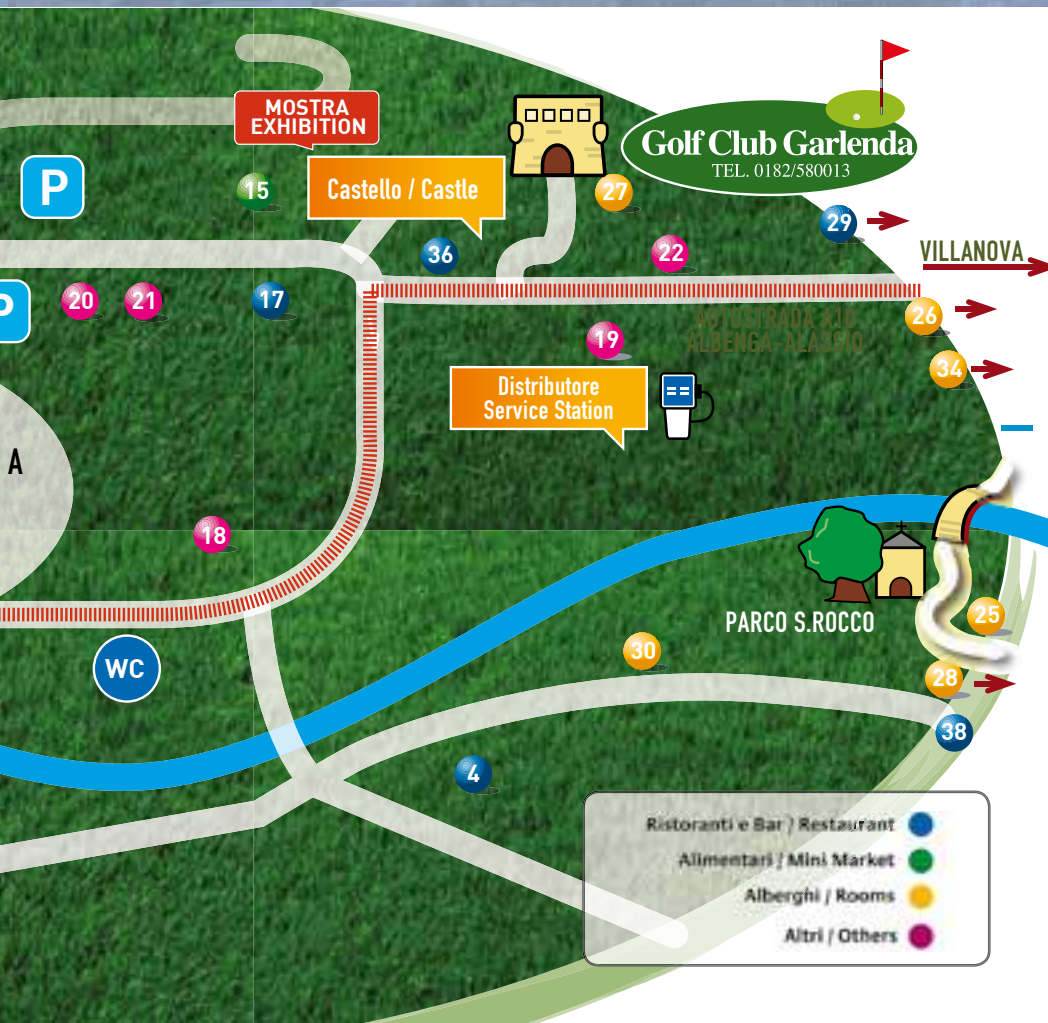 MOSTRA
EXHIBITION
Golf Club Garlenda
TEL. 0182/580013
P
15
Castello / Castle
27
29
36
22
VILLANOVA
P
20
21
17
26
AUTOSTRADA A10
ALBENGA-ALASSIO
19
34
Distributore
Service Station
A
18
PARCO S.ROCCO
25
WC
30
28
38
4
Ristoranti e Bar / Restaurant
Alimentari / Mini Market
Alberghi / Rooms
Altri / Others